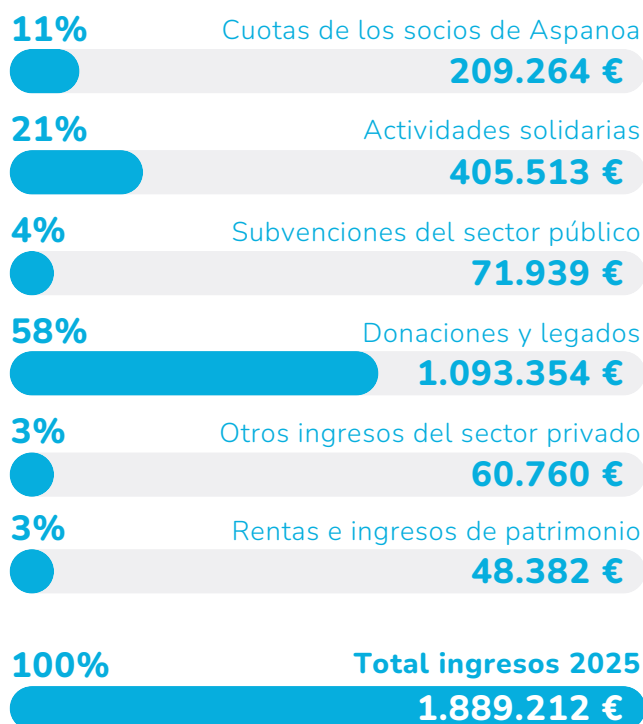 11% Cuotas de los socios de Aspanoa
209.264 €
21% Actividades solidarias
405.513 €
4% Subvenciones del sector público
71.939 €
58% Donaciones y legados
1.093.354 €
3% Otros ingresos del sector privado
60.760 €
3% Rentas e ingresos de patrimonio
48.382 €
100% Total ingresos 2025
1.889.212 €